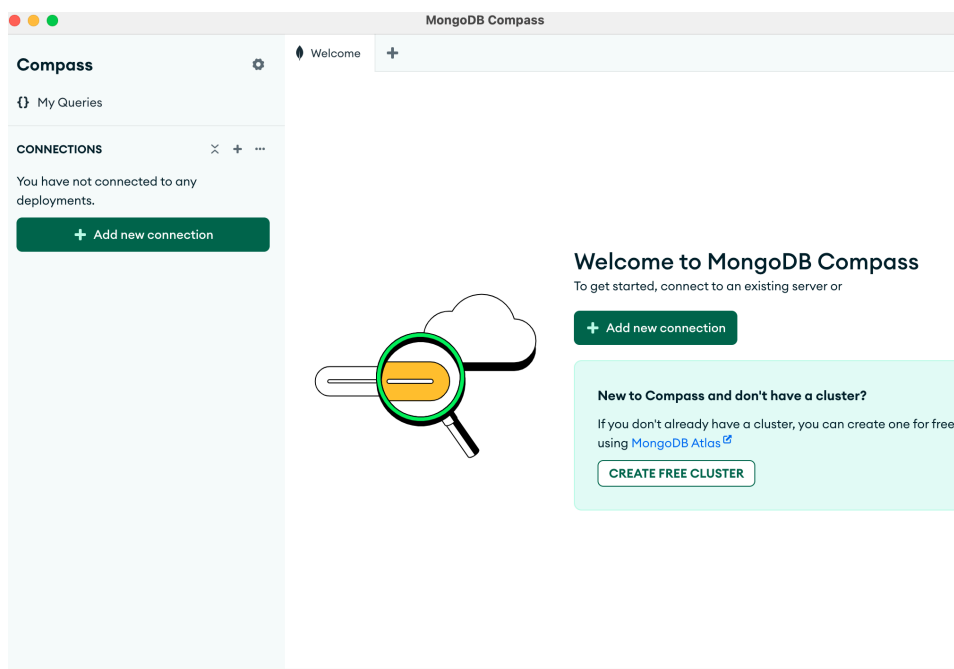 MongoDB Compass
Compass
Welcome
{} My Queries
CONNECTIONS
You have not connected to any
deployments.
Add new connection
Welcome to MongoDB Compass
To get started, connect to an existing server or
Add new connection
New to Compass and don't have a cluster?
If you don't already have a cluster, you can create one for free
using MongoDB Atlas
CREATE FREE CLUSTER